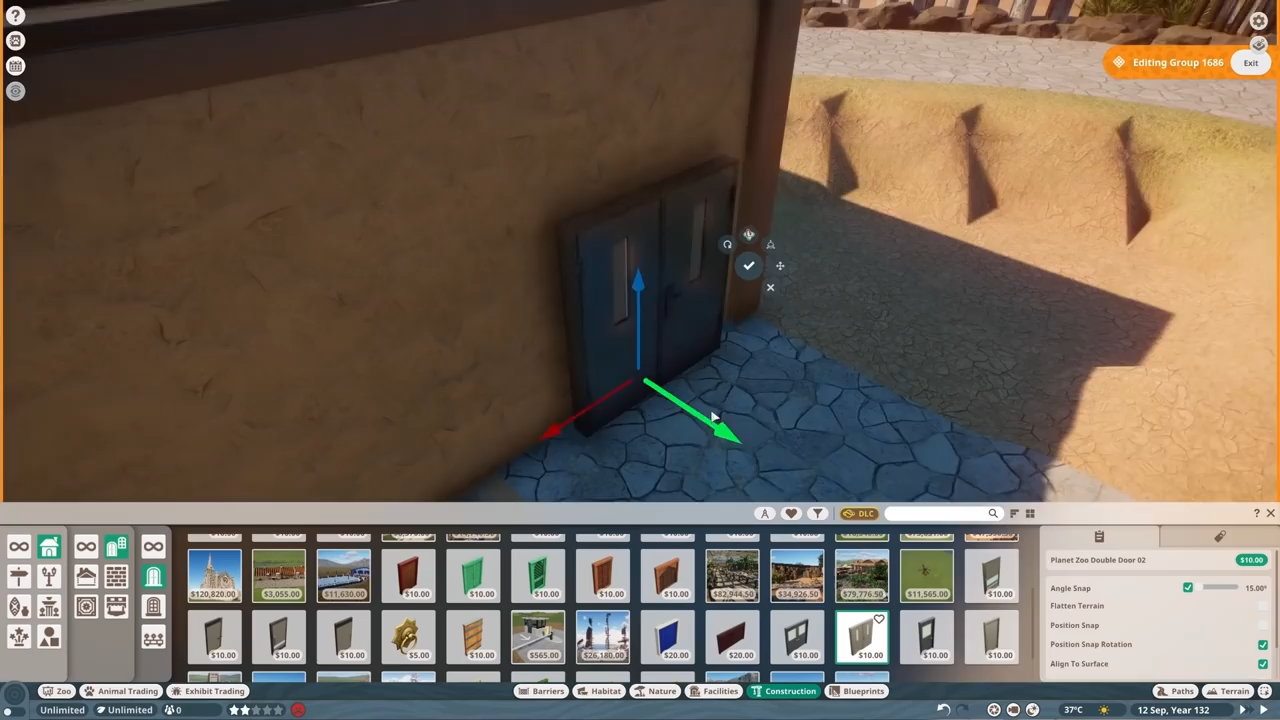 Editing Group 1686
Exit
DLC
Planet Zoo Double Door 02
$10.00
Angle Snap
15.00°
Flatten Terrain
Position Snap
Position Snap Rotation
Align To Surface
$120,820.00
$3,055.00
$11,630.00
$10.00
$10.00
$10.00
$10.00
$10.00
$82,944.50
$34,926.50
$79,776.50
$11,565.00
$10.00
$10.00
$10.00
$10.00
$5.00
$10.00
$565.00
$26,180.00
$20.00
$20.00
$10.00
$10.00
$10.00
$10.00
Zoo
Animal Trading
Exhibit Trading
Barriers
Habitat
Nature
Facilities
Construction
Blueprints
Paths
Terrain
Unlimited
Unlimited
0
37°C
12 Sep, Year 132